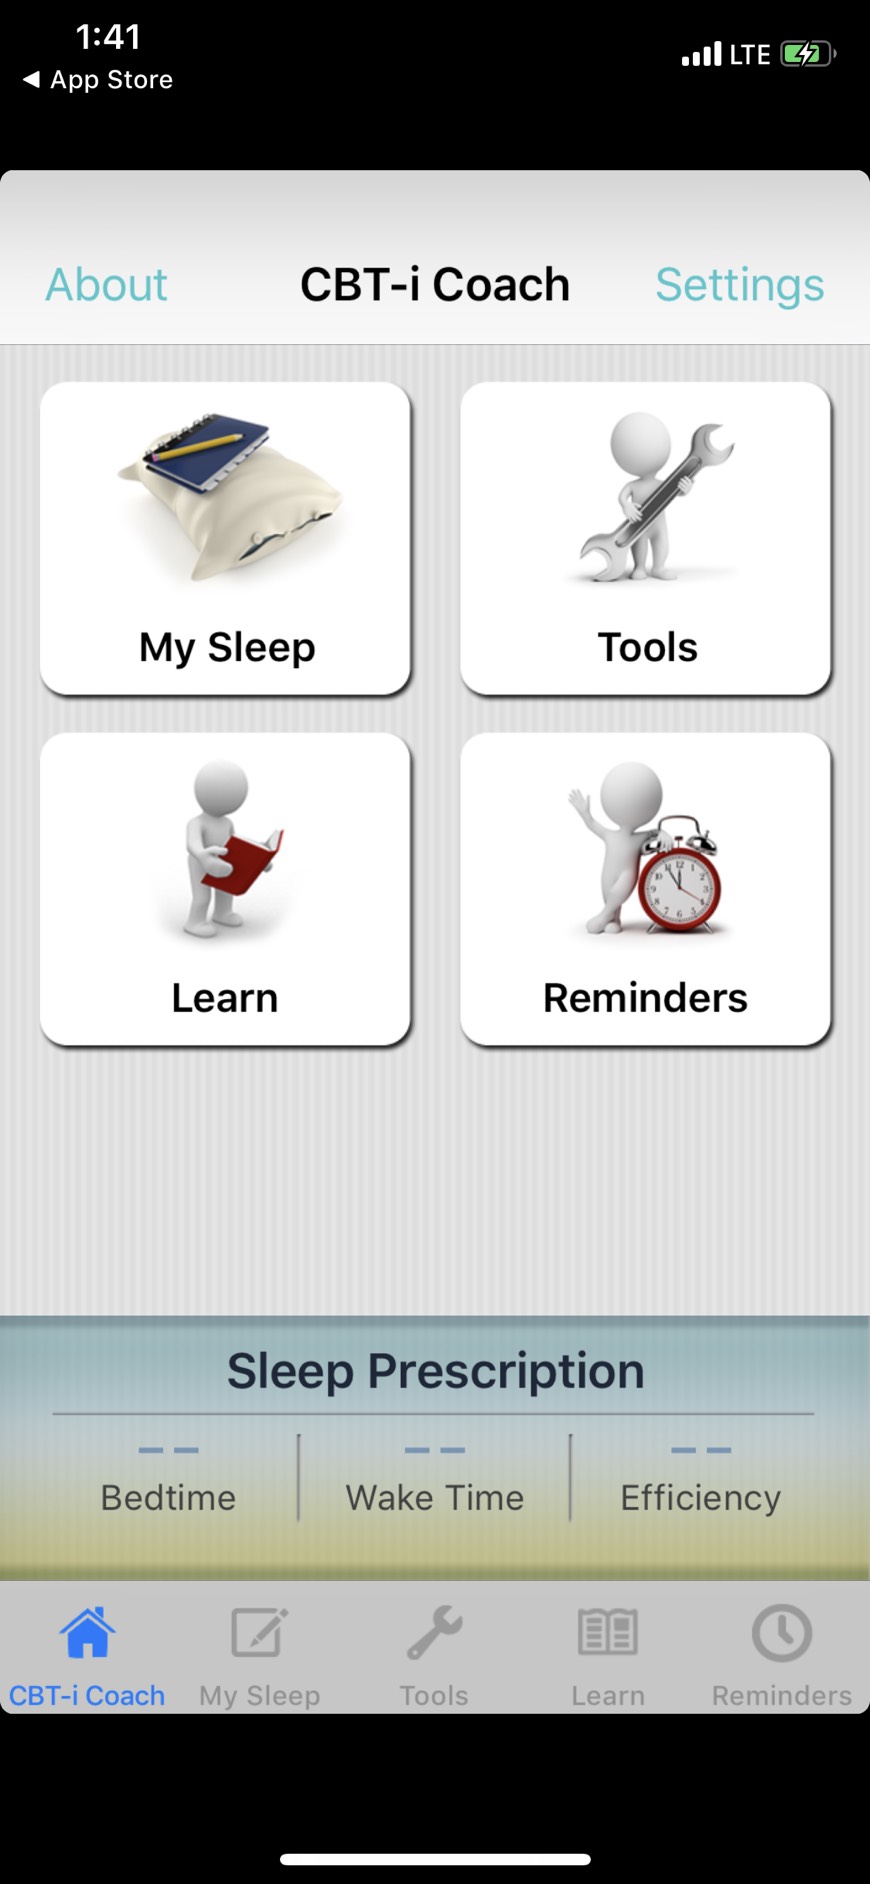 1:41
LTE
◀ App Store
About CBT-i Coach Settings
My Sleep
Tools
Learn
Reminders
Sleep Prescription
-- -- --
Bedtime Wake Time Efficiency
CBT-i Coach My Sleep Tools Learn Reminders